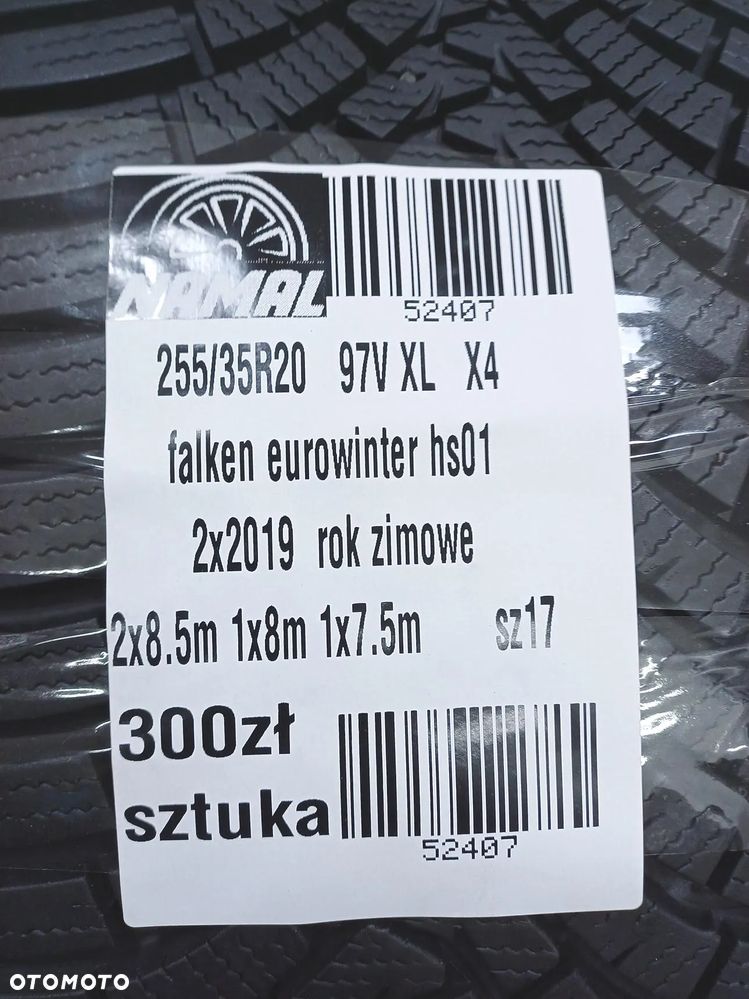 NAMAL
52407
255/35R20 97V XL X4
falken eurowinter hs01
2x2019 rok zimowe
2x8.5m 1x8m 1x7.5m sz17
300zł
sztuka
52407
OTOMOTO